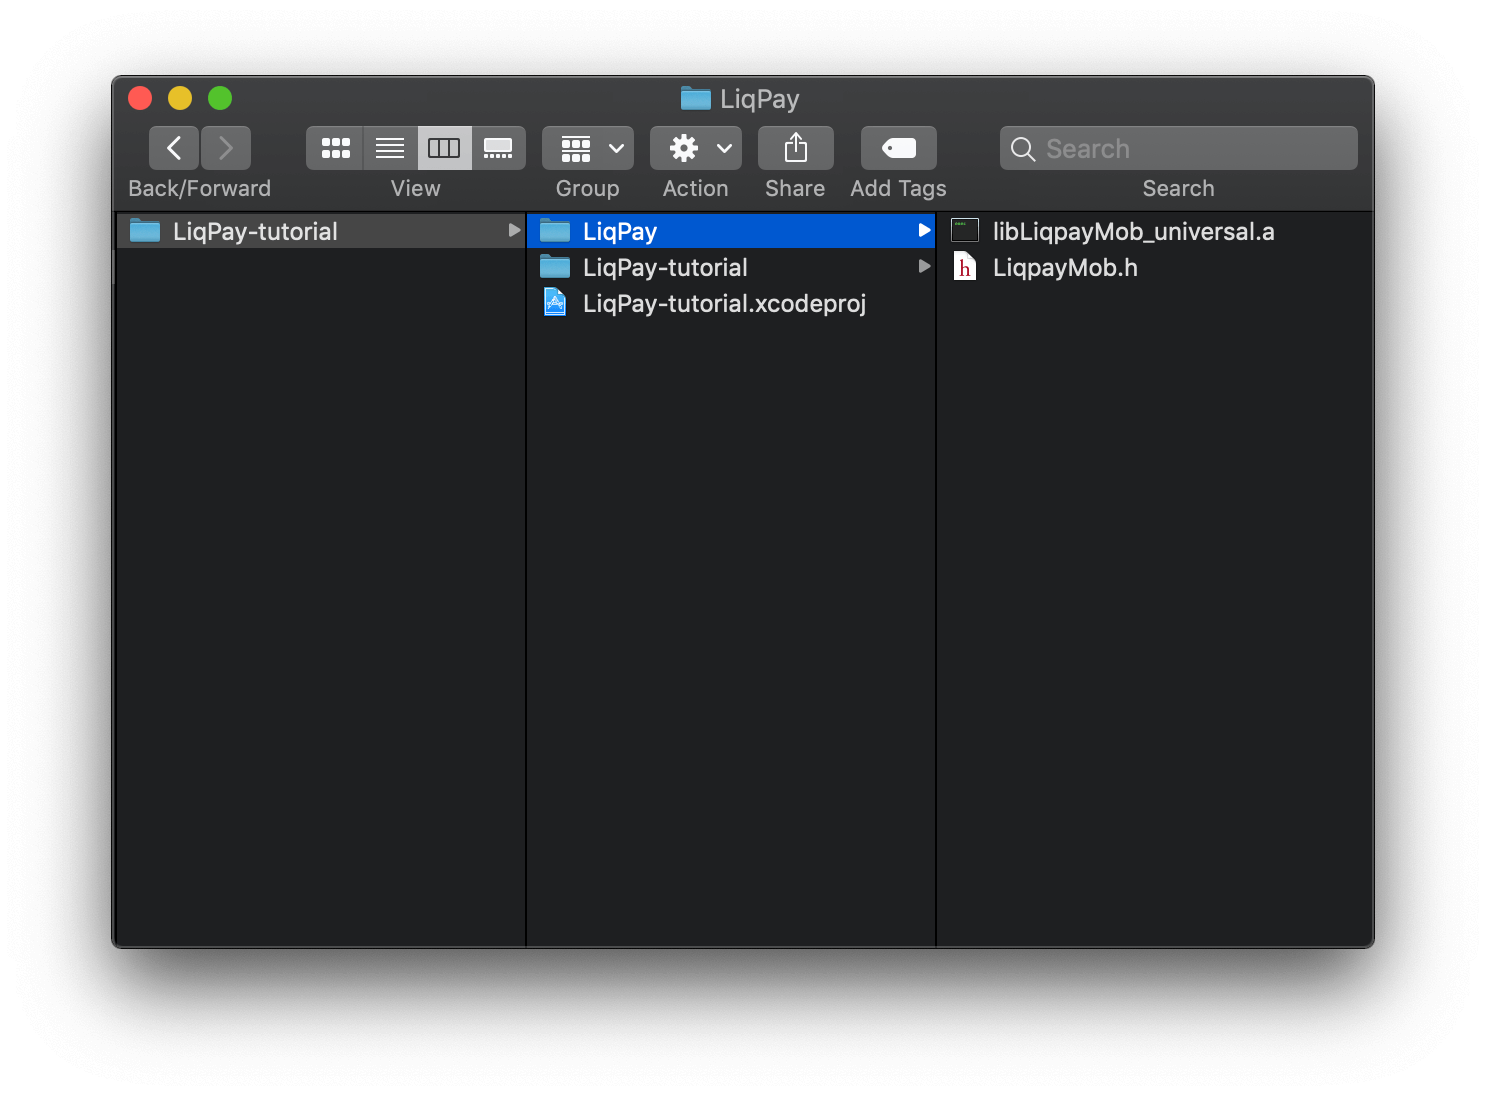 LiqPay
Search
Back/Forward
View
Group
Action
Share
Add Tags
Search
LiqPay-tutorial
LiqPay
LiqPay-tutorial
LiqPay-tutorial.xcodeproj
libLiqpayMob_universal.a
LiqpayMob.h